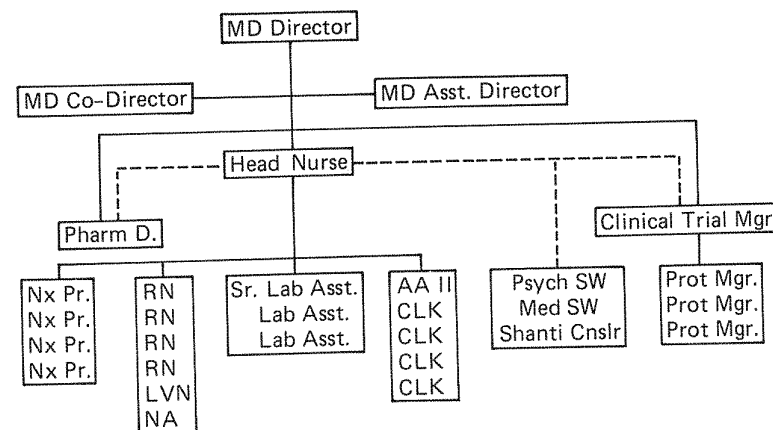 MD Director
MD Co-Director
MD Asst. Director
Head Nurse
Pharm D.
Clinical Trial Mgr
Nx Pr.
Nx Pr.
Nx Pr.
Nx Pr.
RN
RN
RN
RN
LVN
NA
Sr. Lab Asst.
Lab Asst.
Lab Asst.
AA II
CLK
CLK
CLK
CLK
Psych SW
Med SW
Shanti Cnslr
Prot Mgr.
Prot Mgr.
Prot Mgr.